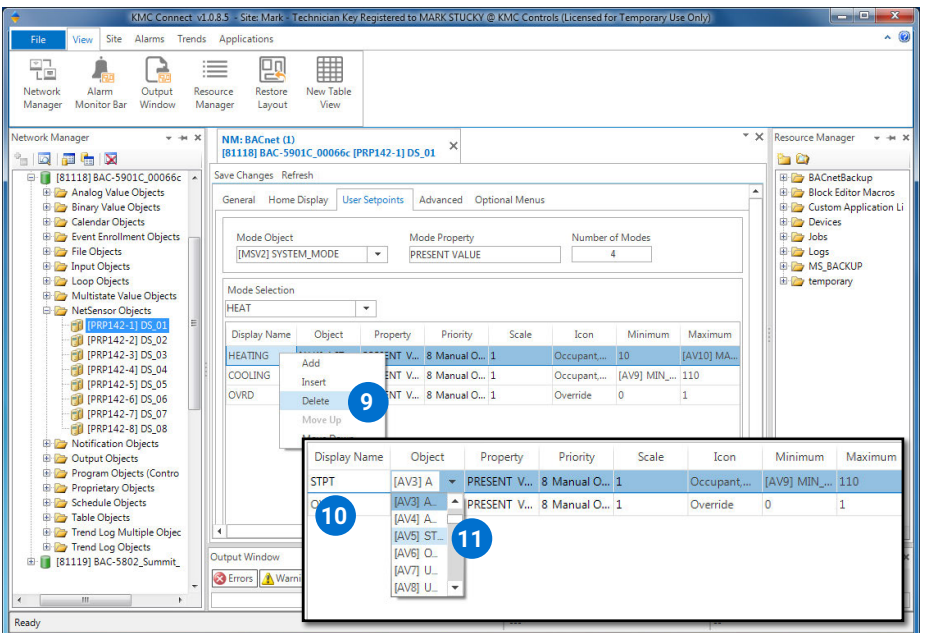 KMC Connect v1.0.8.5 - Site: Mark - Technician Key Registered to MARK STUCKY @ KMC Controls (Licensed for Temporary Use Only)
File View Site Alarms Trends Applications
Network Manager
Alarm Monitor Bar
Output Window
Resource Manager
Restore Layout
New Table View
Network Manager
[81118] BAC-5901C_00066c
Analog Value Objects
Binary Value Objects
Calendar Objects
Event Enrollment Objects
File Objects
Input Objects
Loop Objects
Multistate Value Objects
NetSensor Objects
[PRP142-1] DS_01
[PRP142-2] DS_02
[PRP142-3] DS_03
[PRP142-4] DS_04
[PRP142-5] DS_05
[PRP142-6] DS_06
[PRP142-7] DS_07
[PRP142-8] DS_08
Notification Objects
Output Objects
Program Objects (Contro
Proprietary Objects
Schedule Objects
Table Objects
Trend Log Multiple Objec
Trend Log Objects
[81119] BAC-5802_Summit_
NM: BACnet (1)
[81118] BAC-5901C_00066c [PRP142-1] DS_01
Save Changes Refresh
General Home Display User Setpoints Advanced Optional Menus
Mode Object Mode Property Number of Modes
[MSV2] SYSTEM_MODE PRESENT VALUE 4
Mode Selection
HEAT
Display Name Object Property Priority Scale Icon Minimum Maximum
HEATING ENT V... 8 Manual O... 1 Occupant,... 10 [AV10] MA...
COOLING ENT V... 8 Manual O... 1 Occupant,... [AV9] MIN_... 110
OVRD NT V... 8 Manual O... 1 Override 0 1
Add
Insert
Delete
Move Up
Move Down
9
Output Window
Errors Warni
Resource Manager
BACnetBackup
Block Editor Macros
Custom Application Li
Devices
Jobs
Logs
MS_BACKUP
temporary
Display Name Object Property Priority Scale Icon Minimum Maximum
STPT [AV3] A PRESENT V... 8 Manual O... 1 Occupant,... [AV9] MIN_... 110
O [AV3] A... PRESENT V... 8 Manual O... 1 Override 0 1
[AV4] A...
[AV5] ST...
[AV6] O...
[AV7] U...
[AV8] U...
10
11
Ready